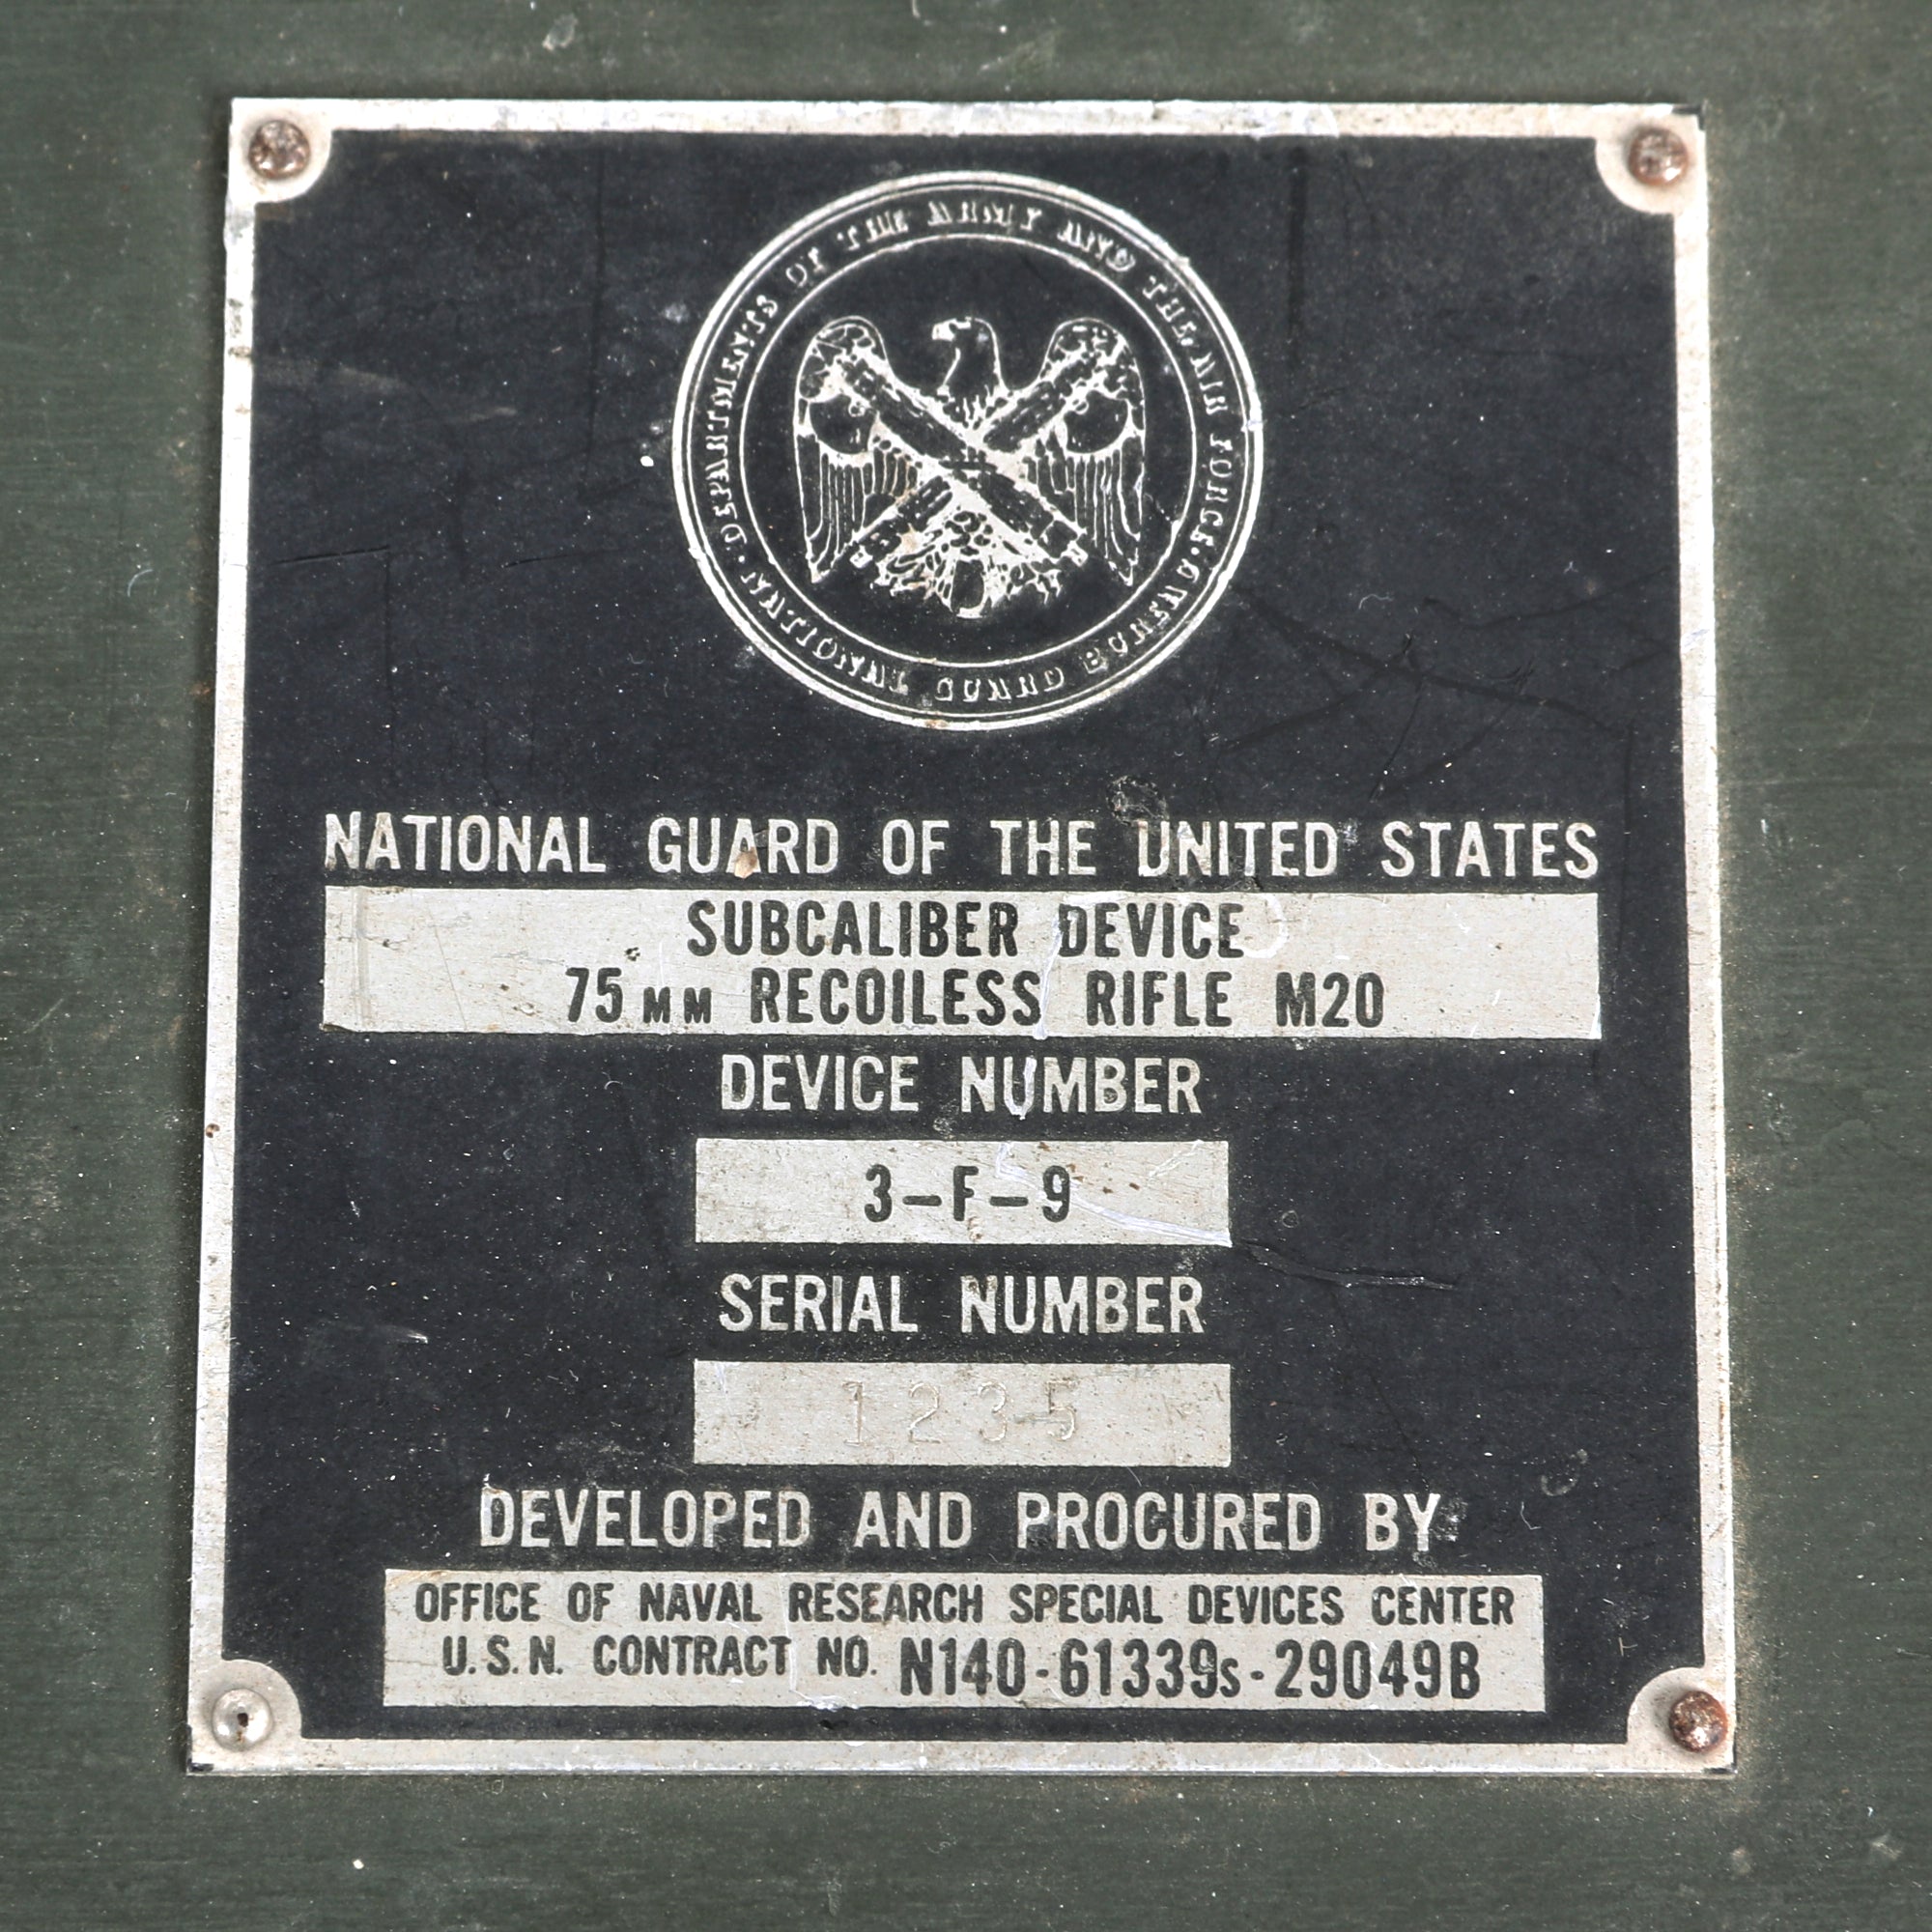 DEPARTMENTS OF THE ARMY AND THE AIR FORCE
NATIONAL GUARD BUREAU
NATIONAL GUARD OF THE UNITED STATES
SUBCALIBER DEVICE
75 MM RECOILESS RIFLE M20
DEVICE NUMBER
3-F-9
SERIAL NUMBER
1235
DEVELOPED AND PROCURED BY
OFFICE OF NAVAL RESEARCH SPECIAL DEVICES CENTER
U.S.N. CONTRACT NO. N140-61339s-29049B